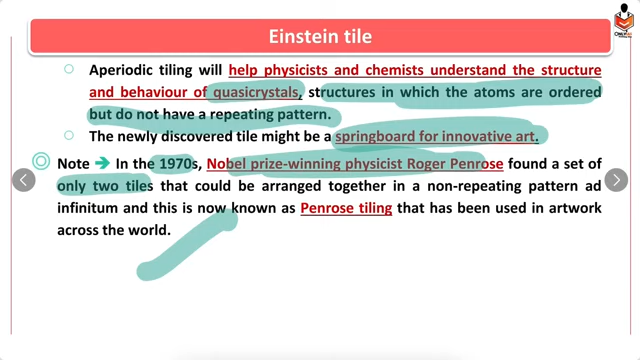 Einstein tile
Aperiodic tiling will help physicists and chemists understand the structure
and behaviour of quasicrystals, structures in which the atoms are ordered
but do not have a repeating pattern.
The newly discovered tile might be a springboard for innovative art.
Note ➔ In the 1970s, Nobel prize-winning physicist Roger Penrose found a set of
only two tiles that could be arranged together in a non-repeating pattern ad
infinitum and this is now known as Penrose tiling that has been used in artwork
across the world.